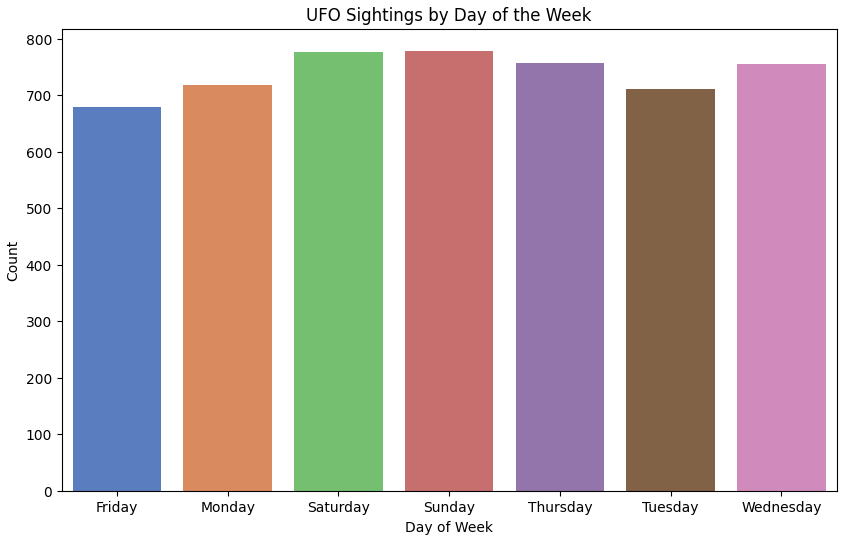 UFO Sightings by Day of the Week
800
700
600
500
400
300
200
100
0
Count
Friday Monday Saturday Sunday Thursday Tuesday Wednesday
Day of Week